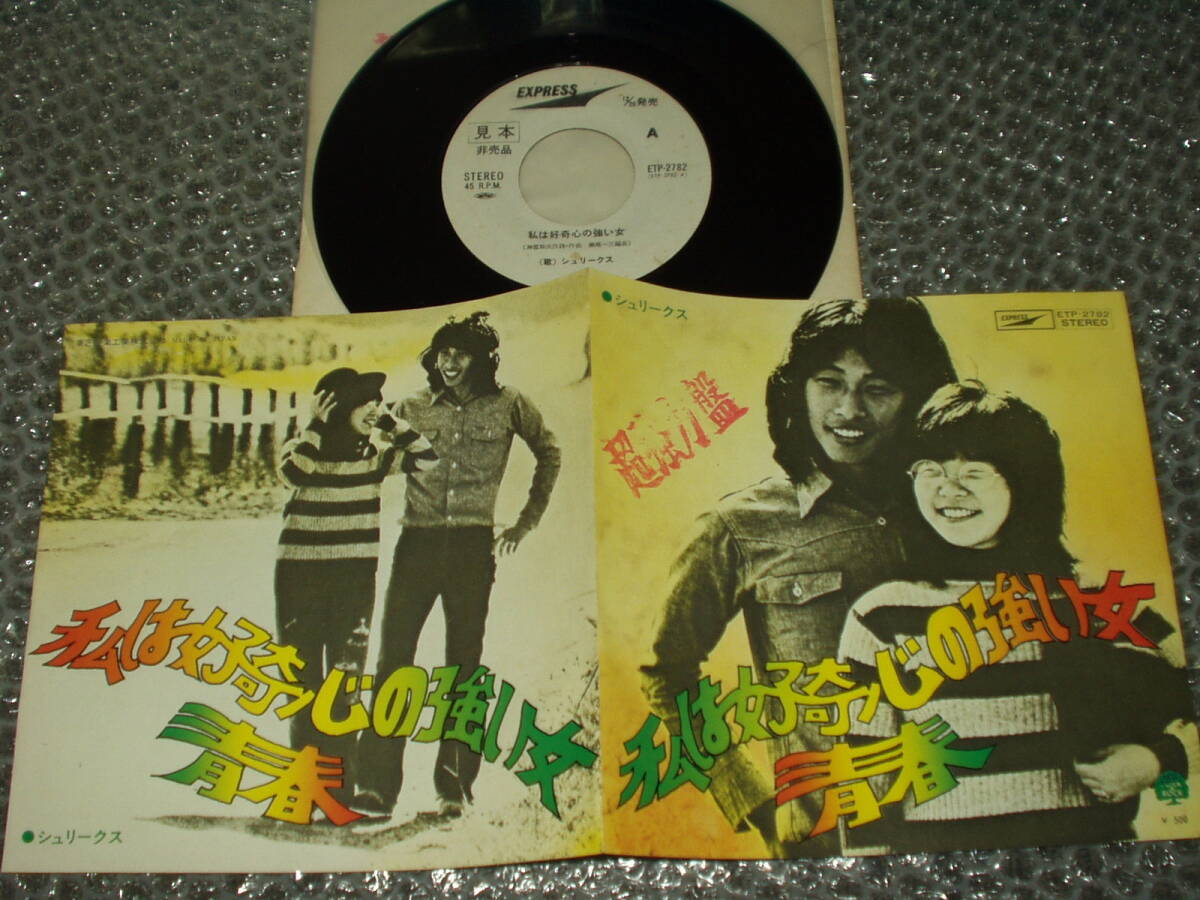 EXPRESS
見本
非売品
発売
A
STEREO
45 R.P.M.
ETP-2782
私は好奇心の強い女
(歌) シュリークス
●シュリークス
EXPRESS
ETP-2782
STEREO
私は好奇心の強い女
青春
●シュリークス
私は好奇心の強い女
青春
¥ 500